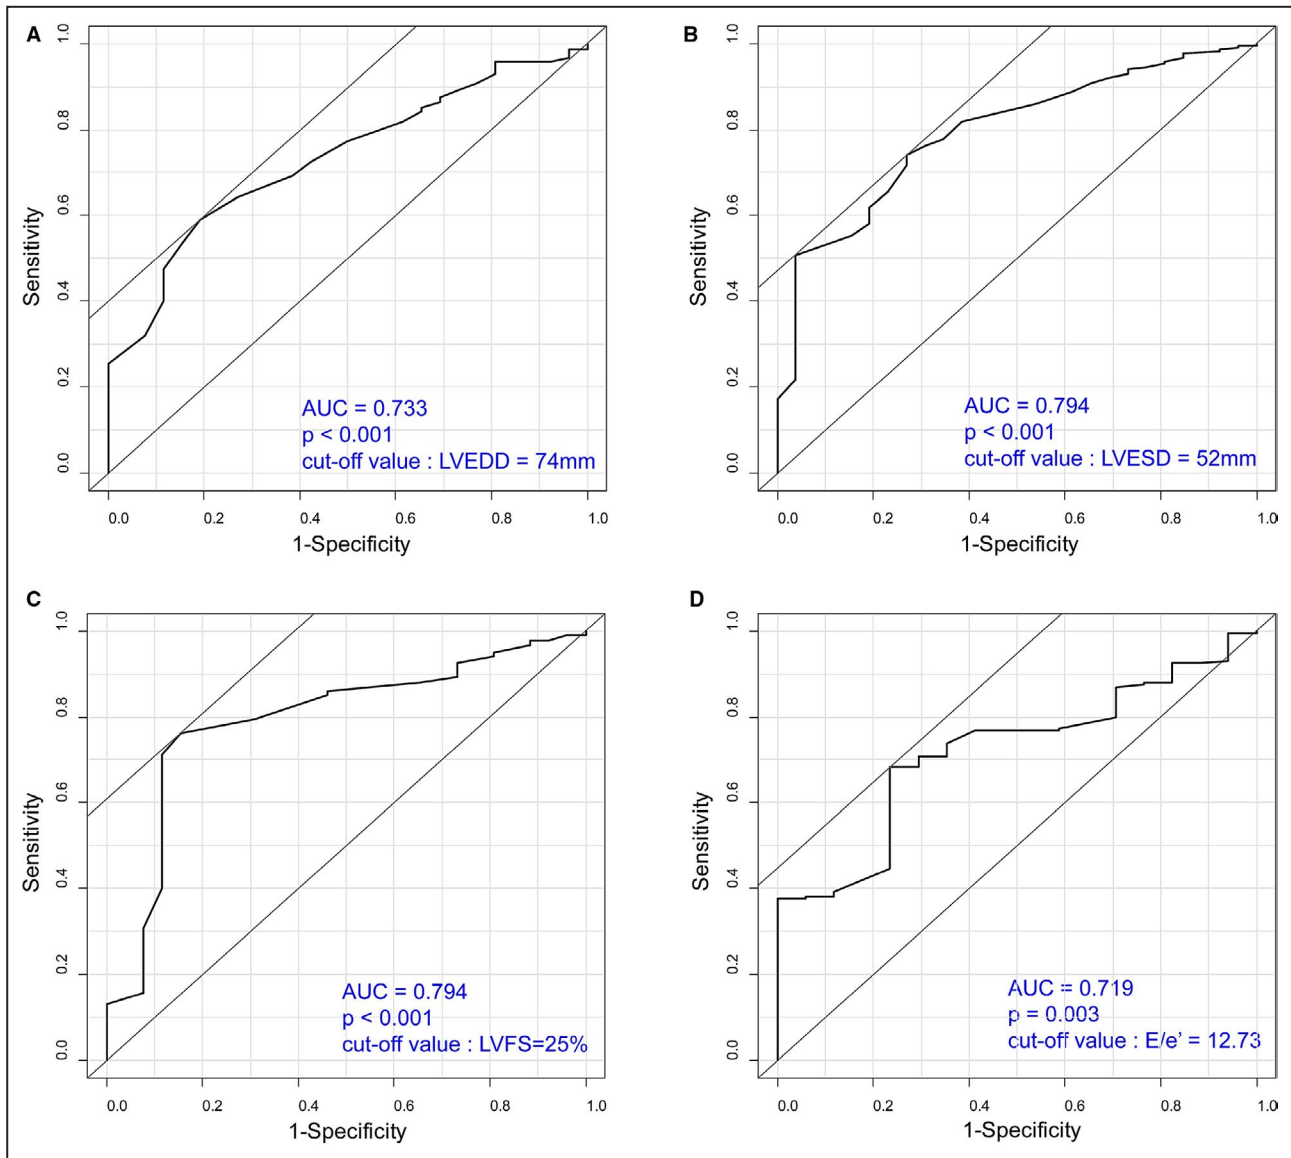 A
1.0
0.8
0.6
0.4
0.2
0.0
Sensitivity
AUC = 0.733
p < 0.001
cut-off value : LVEDD = 74mm
0.0 0.2 0.4 0.6 0.8 1.0
1-Specificity
B
1.0
0.8
0.6
0.4
0.2
0.0
Sensitivity
AUC = 0.794
p < 0.001
cut-off value : LVESD = 52mm
0.0 0.2 0.4 0.6 0.8 1.0
1-Specificity
C
1.0
0.8
0.6
0.4
0.2
0.0
Sensitivity
AUC = 0.794
p < 0.001
cut-off value : LVFS=25%
0.0 0.2 0.4 0.6 0.8 1.0
1-Specificity
D
1.0
0.8
0.6
0.4
0.2
0.0
Sensitivity
AUC = 0.719
p = 0.003
cut-off value : E/e’ = 12.73
0.0 0.2 0.4 0.6 0.8 1.0
1-Specificity